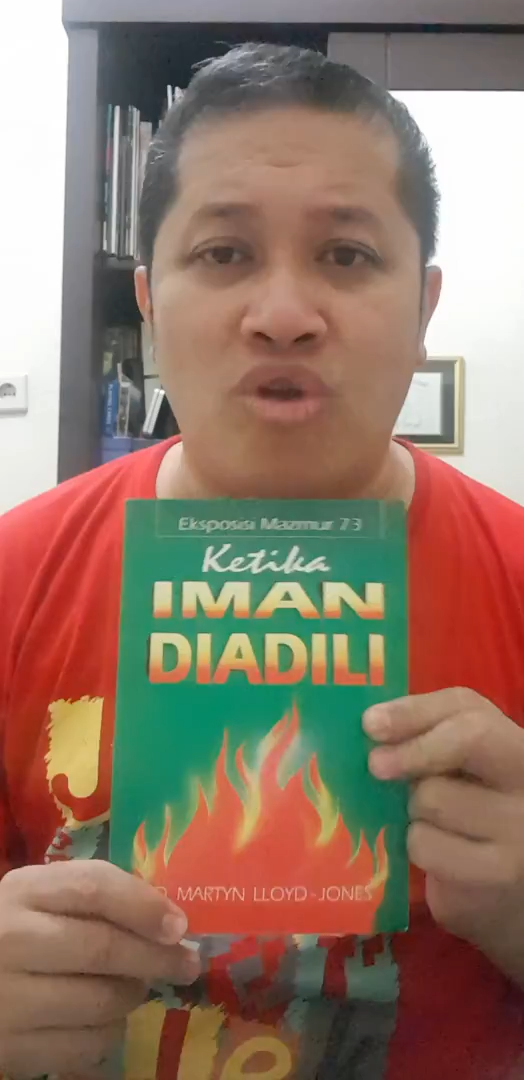 Eksposisi Mazmur 73
Ketika
IMAN
DIADILI
D. MARTYN LLOYD-JONES